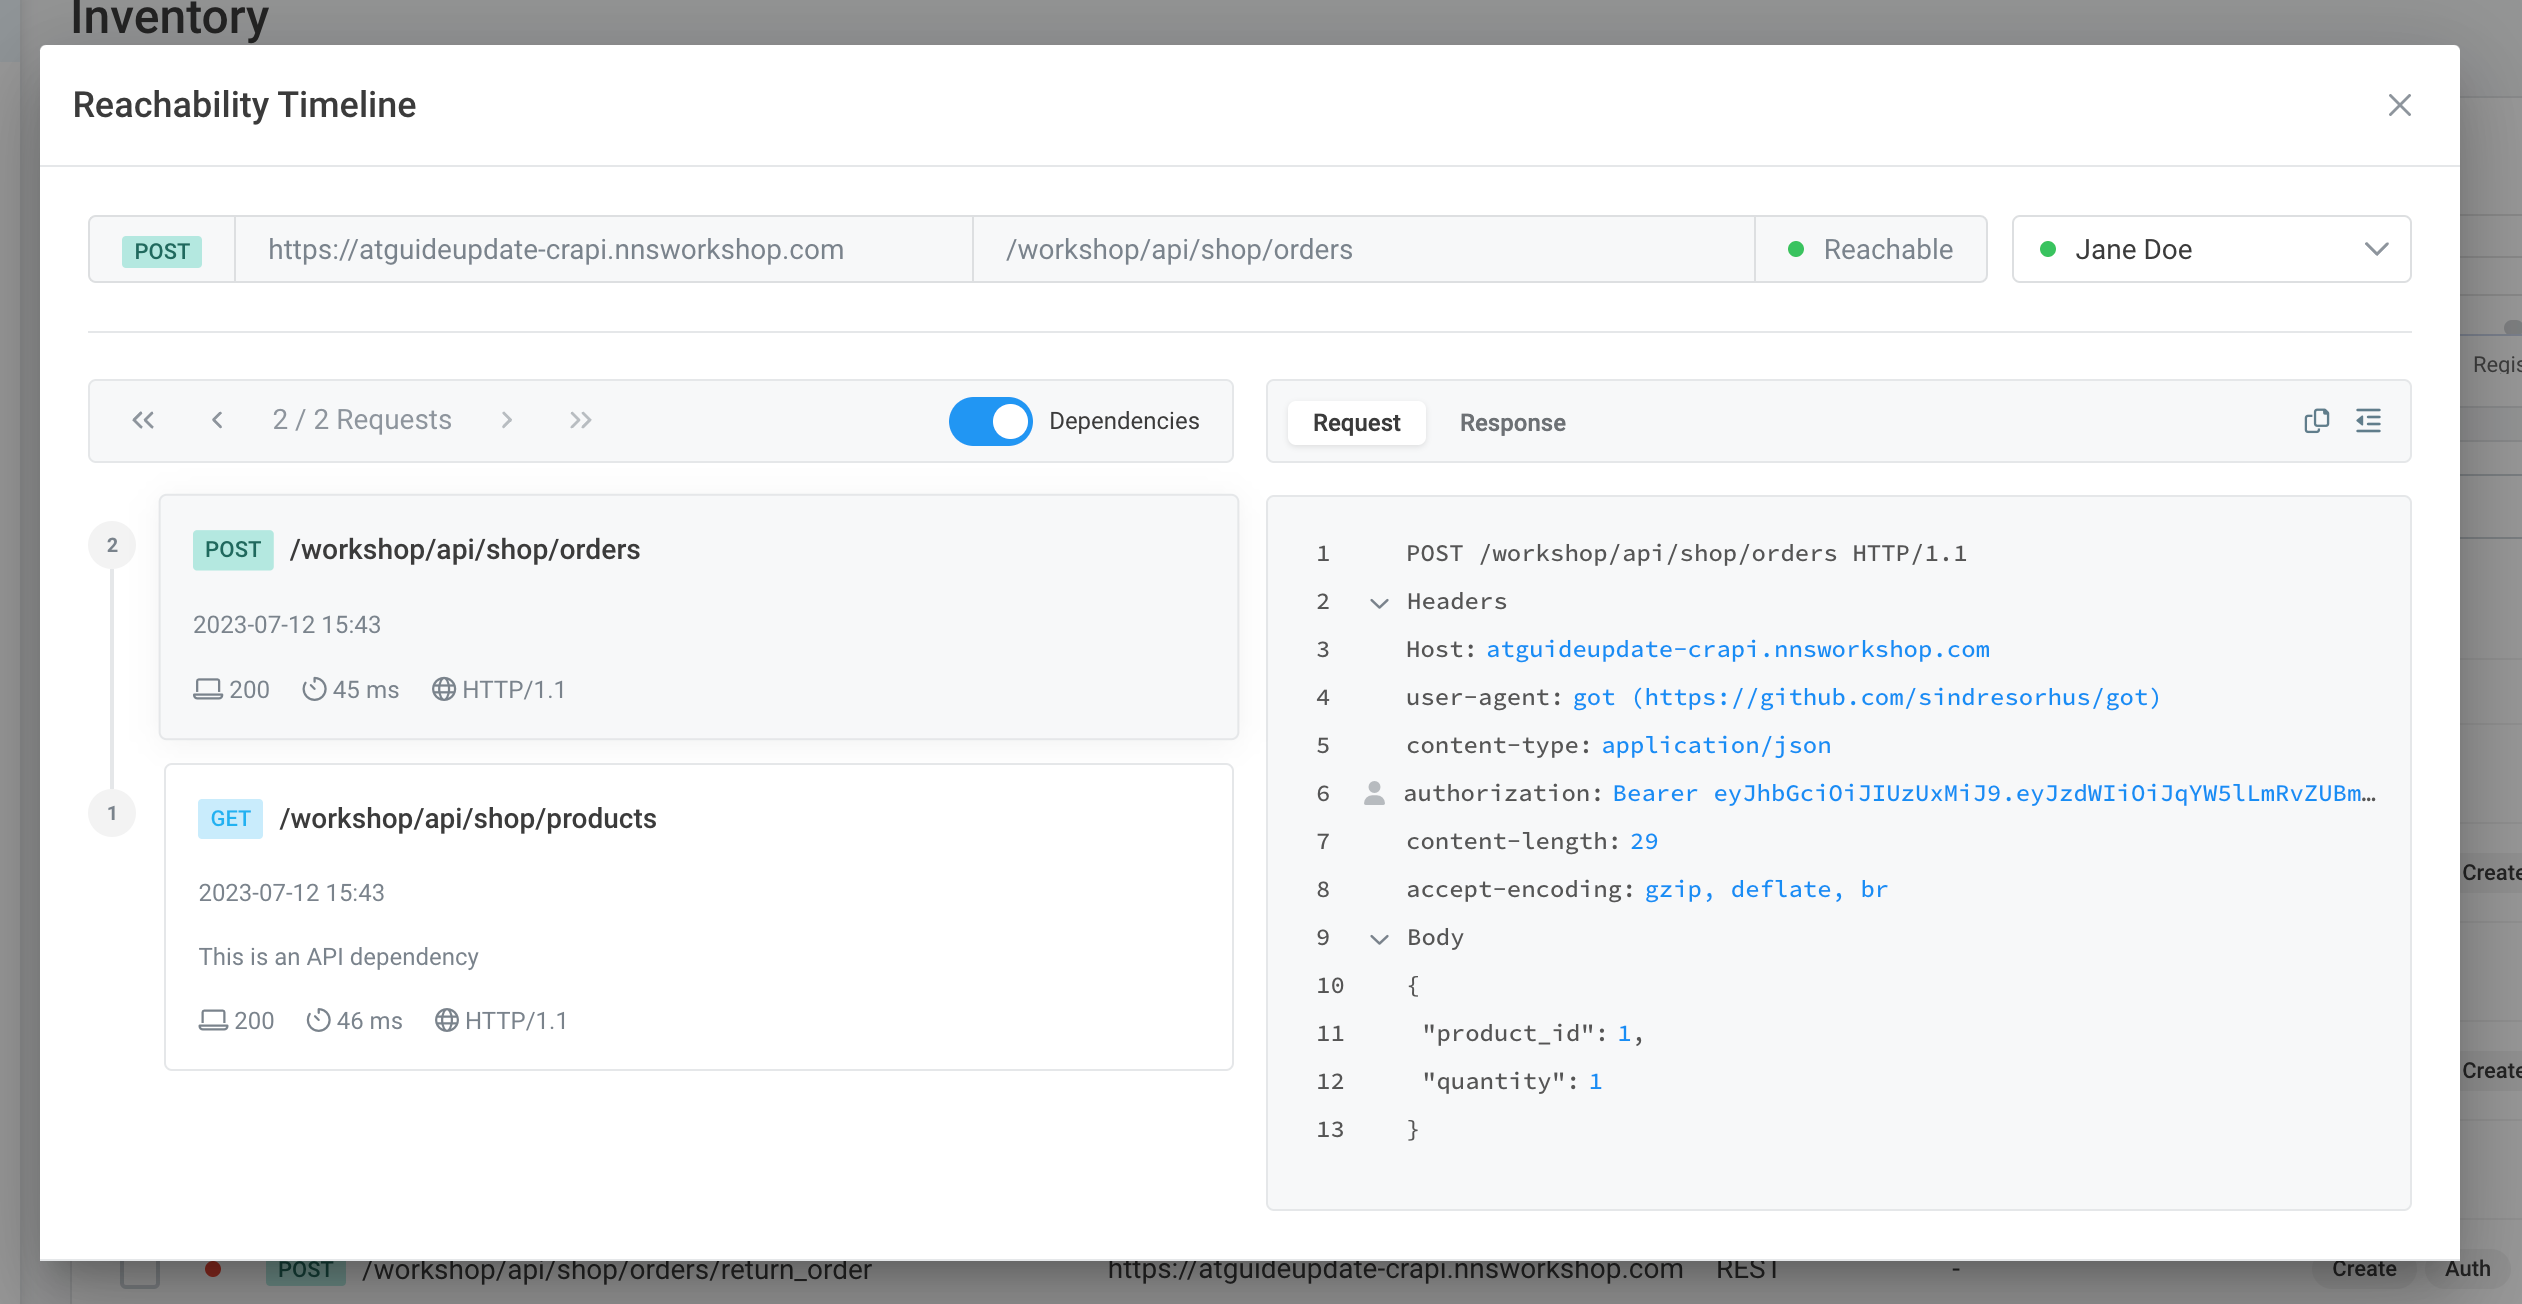 Inventory
Reachability Timeline
POST https://atguideupdate-crapi.nnsworkshop.com /workshop/api/shop/orders Reachable Jane Doe
2 / 2 Requests Dependencies
Request Response
2
POST /workshop/api/shop/orders
2023-07-12 15:43
200 45 ms HTTP/1.1
1
GET /workshop/api/shop/products
2023-07-12 15:43
This is an API dependency
200 46 ms HTTP/1.1
1 POST /workshop/api/shop/orders HTTP/1.1
2 Headers
3 Host: atguideupdate-crapi.nnsworkshop.com
4 user-agent: got (https://github.com/sindresorhus/got)
5 content-type: application/json
6 authorization: Bearer eyJhbGciOiJIUzUxMiJ9.eyJzdWIiOiJqYW5lLmRvZUBm…
7 content-length: 29
8 accept-encoding: gzip, deflate, br
9 Body
10 {
11 "product_id": 1,
12 "quantity": 1
13 }
Regis
Create
Create
POST /workshop/api/shop/orders/return_order https://atguideupdate-crapi.nnsworkshop.com REST - Create Auth